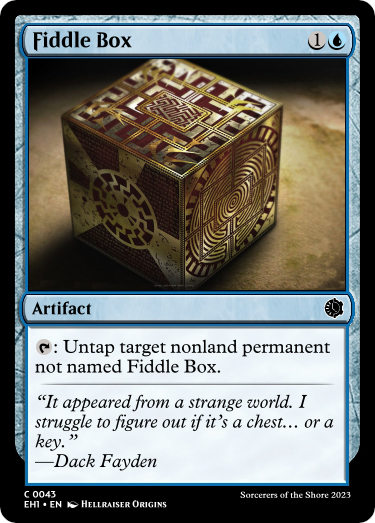 Fiddle Box 1
Artifact
: Untap target nonland permanent
not named Fiddle Box.
“It appeared from a strange world. I
struggle to figure out if it’s a chest… or a
key.”
—Dack Fayden
C 0043
EH1 • EN Hellraiser Origins
Sorcerers of the Shore 2023